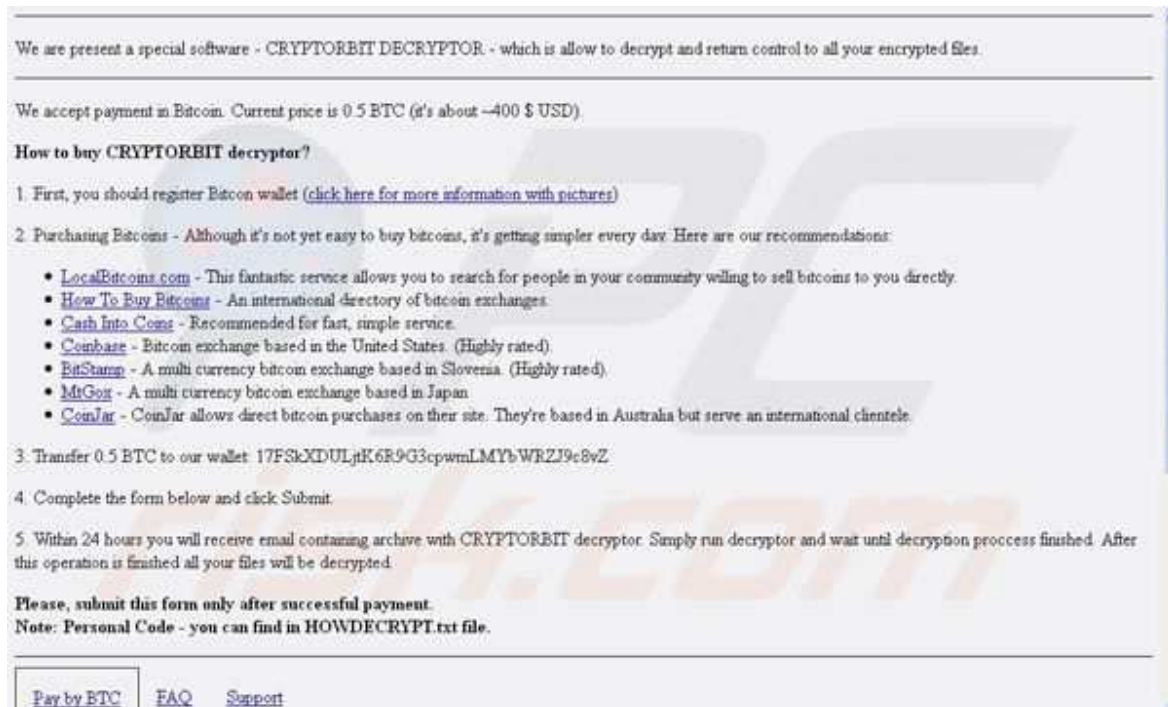 We are present a special software - CRYPTORBIT DECRYPTOR - which is allow to decrypt and return control to all your encrypted files.
We accept payment in Bitcoin. Current price is 0.5 BTC (it's about ~400 $ USD).
How to buy CRYPTORBIT decryptor?
1. First, you should register Bitcon wallet (click here for more information with pictures)
2. Purchasing Bitcoins - Although it's not yet easy to buy bitcoins, it's getting simpler every day. Here are our recommendations:
• LocalBitcoins.com - This fantastic service allows you to search for people in your community willing to sell bitcoins to you directly.
• How To Buy Bitcoins - An international directory of bitcoin exchanges.
• Cash Into Coins - Recommended for fast, simple service.
• Coinbase - Bitcoin exchange based in the United States. (Highly rated).
• BitStamp - A multi currency bitcoin exchange based in Slovenia. (Highly rated).
• MtGox - A multi currency bitcoin exchange based in Japan
• CoinJar - CoinJar allows direct bitcoin purchases on their site. They're based in Australia but serve an international clientele.
3. Transfer 0.5 BTC to our wallet: 17FSkXDULjtK6R9G3cpwmLMYbWRZJ9c8vZ
4. Complete the form below and click Submit.
5. Within 24 hours you will receive email containing archive with CRYPTORBIT decryptor. Simply run decryptor and wait until decryption proccess finished. After
this operation is finished all your files will be decrypted.
Please, submit this form only after successful payment.
Note: Personal Code - you can find in HOWDECRYPT.txt file.
Pay by BTC FAQ Support
PC
risk.com